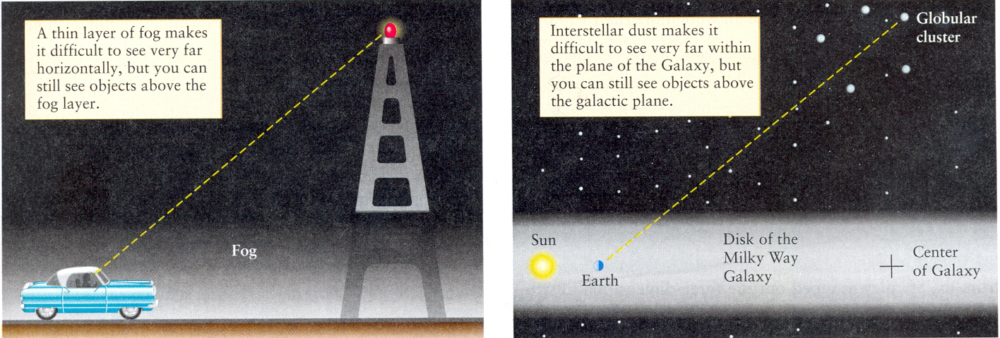 A thin layer of fog makes
it difficult to see very far
horizontally, but you can
still see objects above the
fog layer.
Fog
Interstellar dust makes it
difficult to see very far within
the plane of the Galaxy, but
you can still see objects above
the galactic plane.
Globular
cluster
Sun
Earth
Disk of the
Milky Way
Galaxy
Center
of Galaxy